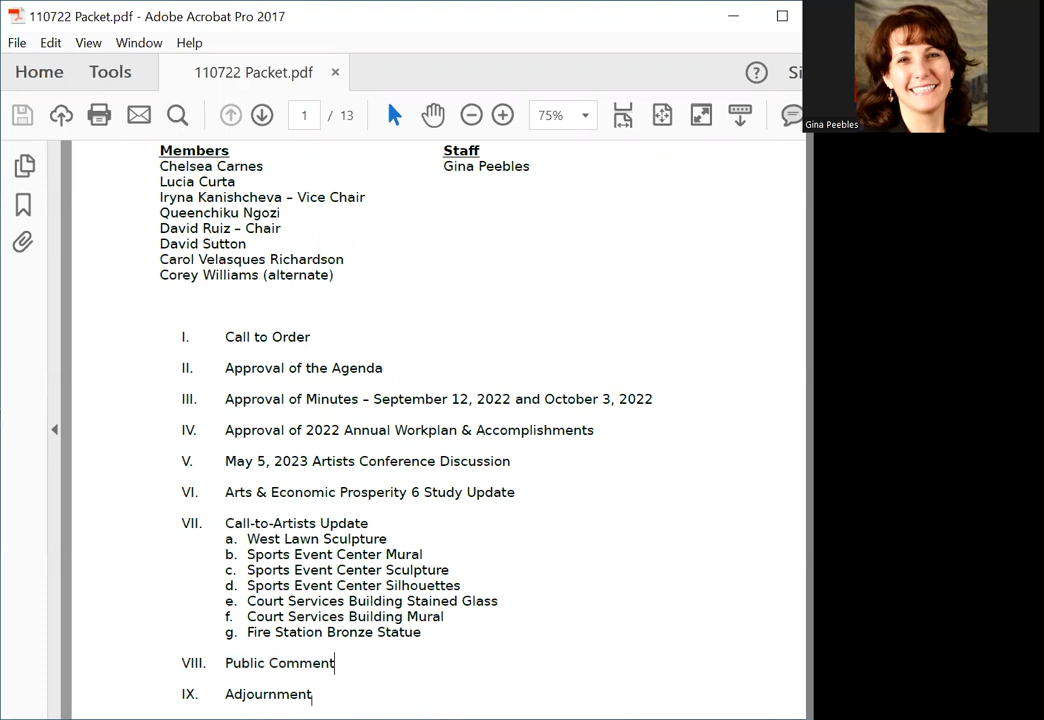 110722 Packet.pdf - Adobe Acrobat Pro 2017
File Edit View Window Help
Home Tools 110722 Packet.pdf × ? Si
1 / 13 75%
Gina Peebles
Members Staff
Chelsea Carnes Gina Peebles
Lucia Curta
Iryna Kanishcheva – Vice Chair
Queenchiku Ngozi
David Ruiz – Chair
David Sutton
Carol Velasques Richardson
Corey Williams (alternate)
I. Call to Order
II. Approval of the Agenda
III. Approval of Minutes – September 12, 2022 and October 3, 2022
IV. Approval of 2022 Annual Workplan & Accomplishments
V. May 5, 2023 Artists Conference Discussion
VI. Arts & Economic Prosperity 6 Study Update
VII. Call-to-Artists Update
a. West Lawn Sculpture
b. Sports Event Center Mural
c. Sports Event Center Sculpture
d. Sports Event Center Silhouettes
e. Court Services Building Stained Glass
f. Court Services Building Mural
g. Fire Station Bronze Statue
VIII. Public Comment
IX. Adjournment